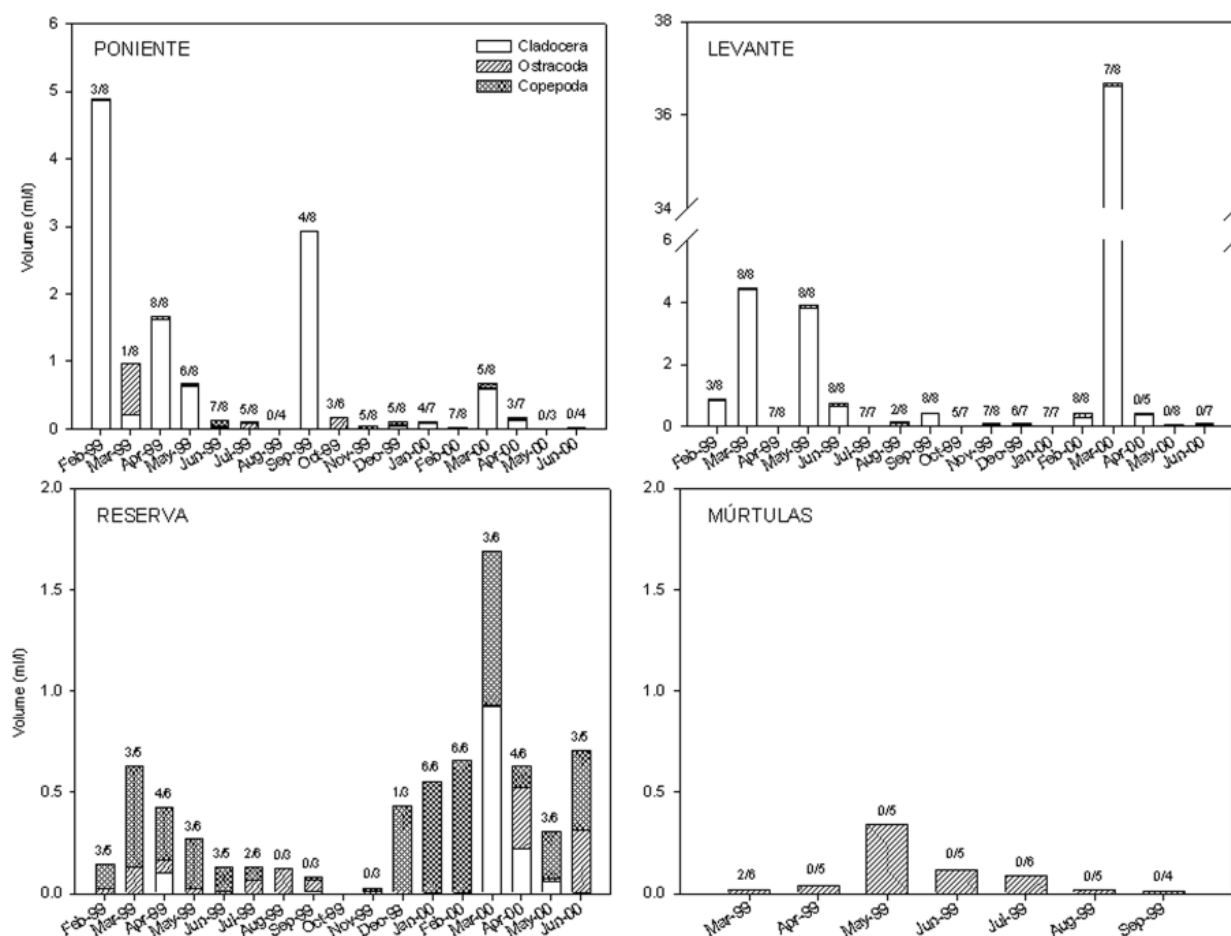 PONIENTE
Cladocera
Ostracoda
Copepoda
Volume (ml/l)
6
5
4
3
2
1
0
3/8
1/8
8/8
6/8
7/8
5/8
0/4
4/8
3/6
5/8
5/8
4/7
7/8
5/8
3/7
0/3
0/4
Feb-99
Mar-99
Apr-99
May-99
Jun-99
Jul-99
Aug-99
Sep-99
Oct-99
Nov-99
Dec-99
Jan-00
Feb-00
Mar-00
Apr-00
May-00
Jun-00
LEVANTE
38
36
34
6
4
2
0
3/8
8/8
7/8
8/8
8/8
7/7
2/8
8/8
5/7
7/8
6/7
7/7
8/8
7/8
0/5
0/8
0/7
Feb-99
Mar-99
Apr-99
May-99
Jun-99
Jul-99
Aug-99
Sep-99
Oct-99
Nov-99
Dec-99
Jan-00
Feb-00
Mar-00
Apr-00
May-00
Jun-00
RESERVA
Volume (ml/l)
2.0
1.5
1.0
0.5
0.0
3/5
3/5
4/6
3/6
3/5
2/6
0/3
0/3
0/3
1/3
6/6
6/6
3/6
4/6
3/6
3/5
Feb-99
Mar-99
Apr-99
May-99
Jun-99
Jul-99
Aug-99
Sep-99
Oct-99
Nov-99
Dec-99
Jan-00
Feb-00
Mar-00
Apr-00
May-00
Jun-00
MÚRTULAS
2.0
1.5
1.0
0.5
0.0
2/6
0/5
0/5
0/5
0/6
0/5
0/4
Mar-99
Apr-99
May-99
Jun-99
Jul-99
Aug-99
Sep-99